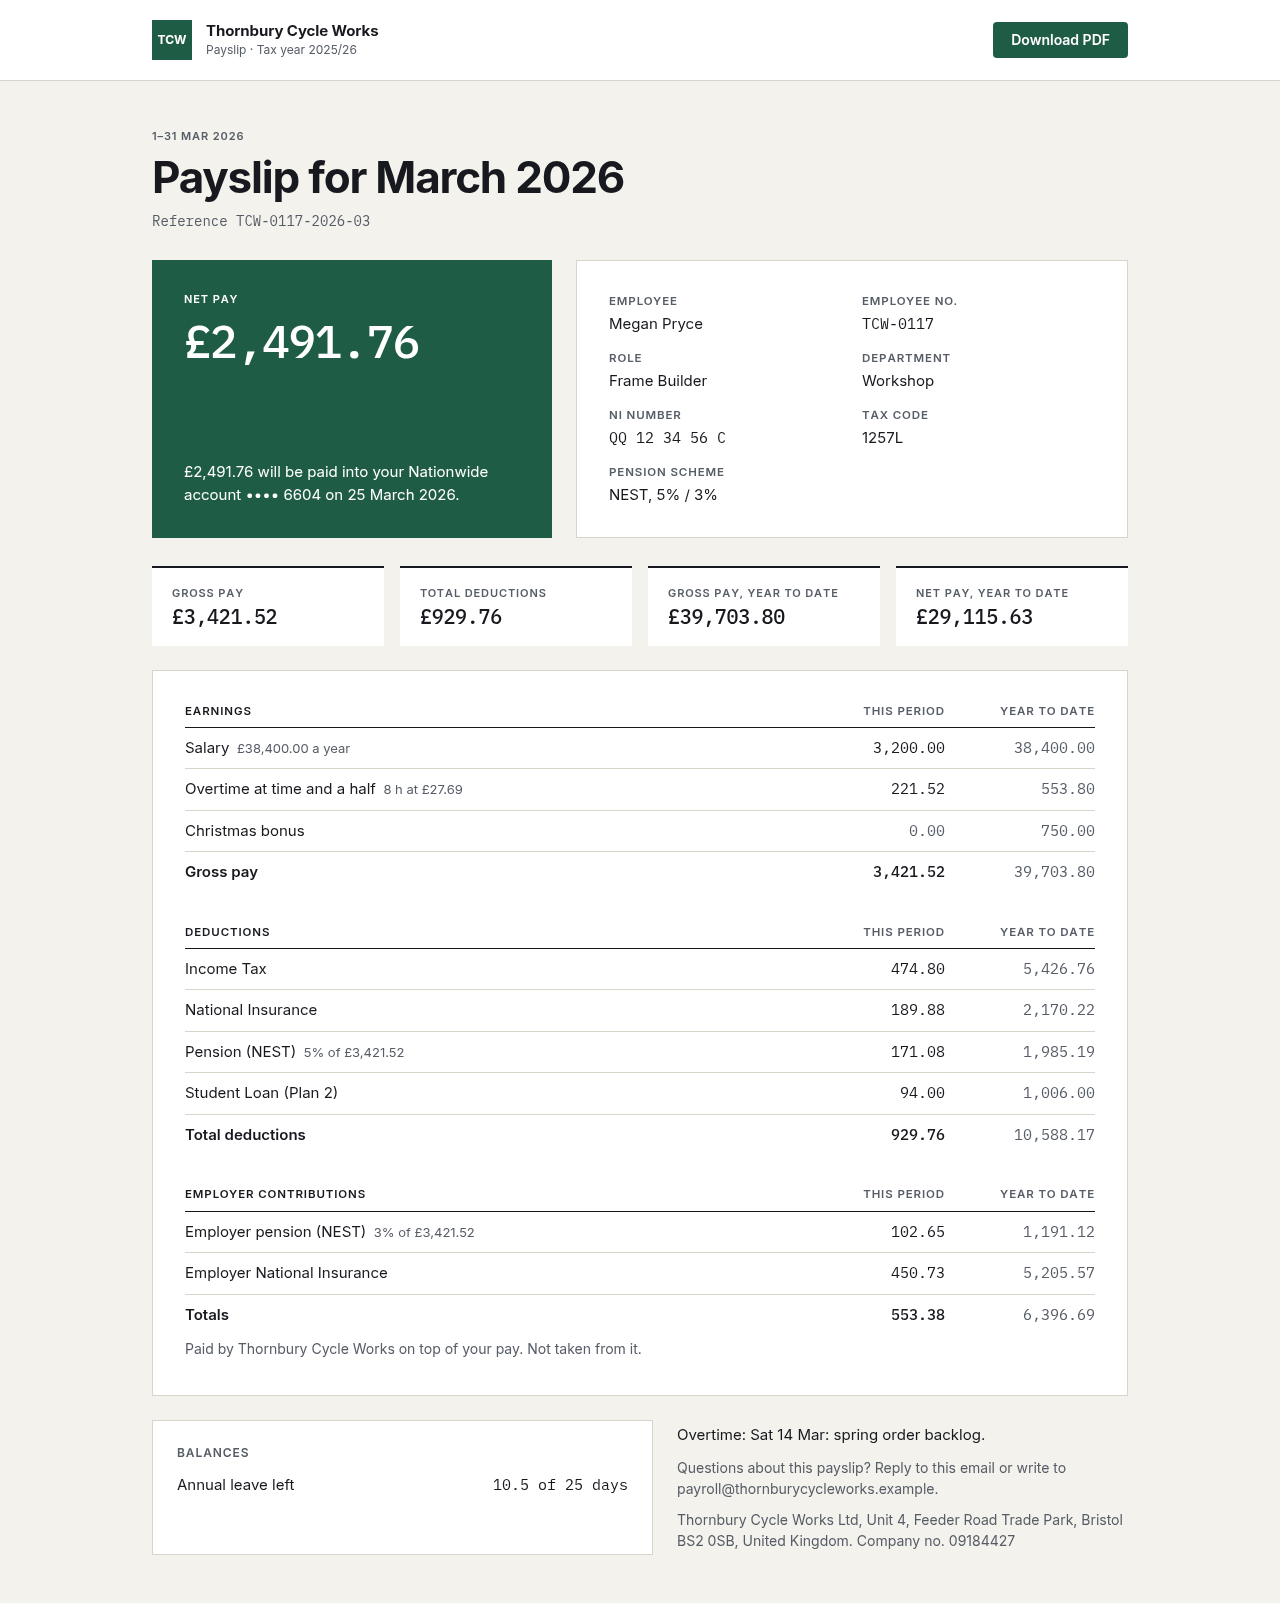 TCW
Thornbury Cycle Works
Payslip · Tax year 2025/26
Download PDF
1–31 MAR 2026
Payslip for March 2026
Reference TCW-0117-2026-03
NET PAY
£2,491.76
£2,491.76 will be paid into your Nationwide
account •••• 6604 on 25 March 2026.
EMPLOYEE
Megan Pryce
EMPLOYEE NO.
TCW-0117
ROLE
Frame Builder
DEPARTMENT
Workshop
NI NUMBER
QQ 12 34 56 C
TAX CODE
1257L
PENSION SCHEME
NEST, 5% / 3%
GROSS PAY
£3,421.52
TOTAL DEDUCTIONS
£929.76
GROSS PAY, YEAR TO DATE
£39,703.80
NET PAY, YEAR TO DATE
£29,115.63
EARNINGS THIS PERIOD YEAR TO DATE
Salary £38,400.00 a year 3,200.00 38,400.00
Overtime at time and a half 8 h at £27.69 221.52 553.80
Christmas bonus 0.00 750.00
Gross pay 3,421.52 39,703.80
DEDUCTIONS THIS PERIOD YEAR TO DATE
Income Tax 474.80 5,426.76
National Insurance 189.88 2,170.22
Pension (NEST) 5% of £3,421.52 171.08 1,985.19
Student Loan (Plan 2) 94.00 1,006.00
Total deductions 929.76 10,588.17
EMPLOYER CONTRIBUTIONS THIS PERIOD YEAR TO DATE
Employer pension (NEST) 3% of £3,421.52 102.65 1,191.12
Employer National Insurance 450.73 5,205.57
Totals 553.38 6,396.69
Paid by Thornbury Cycle Works on top of your pay. Not taken from it.
BALANCES
Annual leave left 10.5 of 25 days
Overtime: Sat 14 Mar: spring order backlog.
Questions about this payslip? Reply to this email or write to
payroll@thornburycycleworks.example.
Thornbury Cycle Works Ltd, Unit 4, Feeder Road Trade Park, Bristol
BS2 0SB, United Kingdom. Company no. 09184427